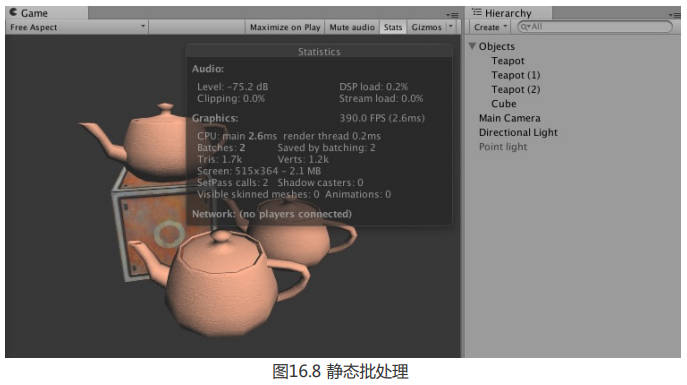 Game
Free Aspect Maximize on Play Mute audio Stats Gizmos
Statistics
Audio:
Level: -75.2 dB DSP load: 0.2%
Clipping: 0.0% Stream load: 0.0%
Graphics: 390.0 FPS (2.6ms)
CPU: main 2.6ms render thread 0.2ms
Batches: 2 Saved by batching: 2
Tris: 1.7k Verts: 1.2k
Screen: 515x364 - 2.1 MB
SetPass calls: 2 Shadow casters: 0
Visible skinned meshes: 0 Animations: 0
Network: (no players connected)
Hierarchy
Create All
Objects
Teapot
Teapot (1)
Teapot (2)
Cube
Main Camera
Directional Light
Point light
图16.8 静态批处理